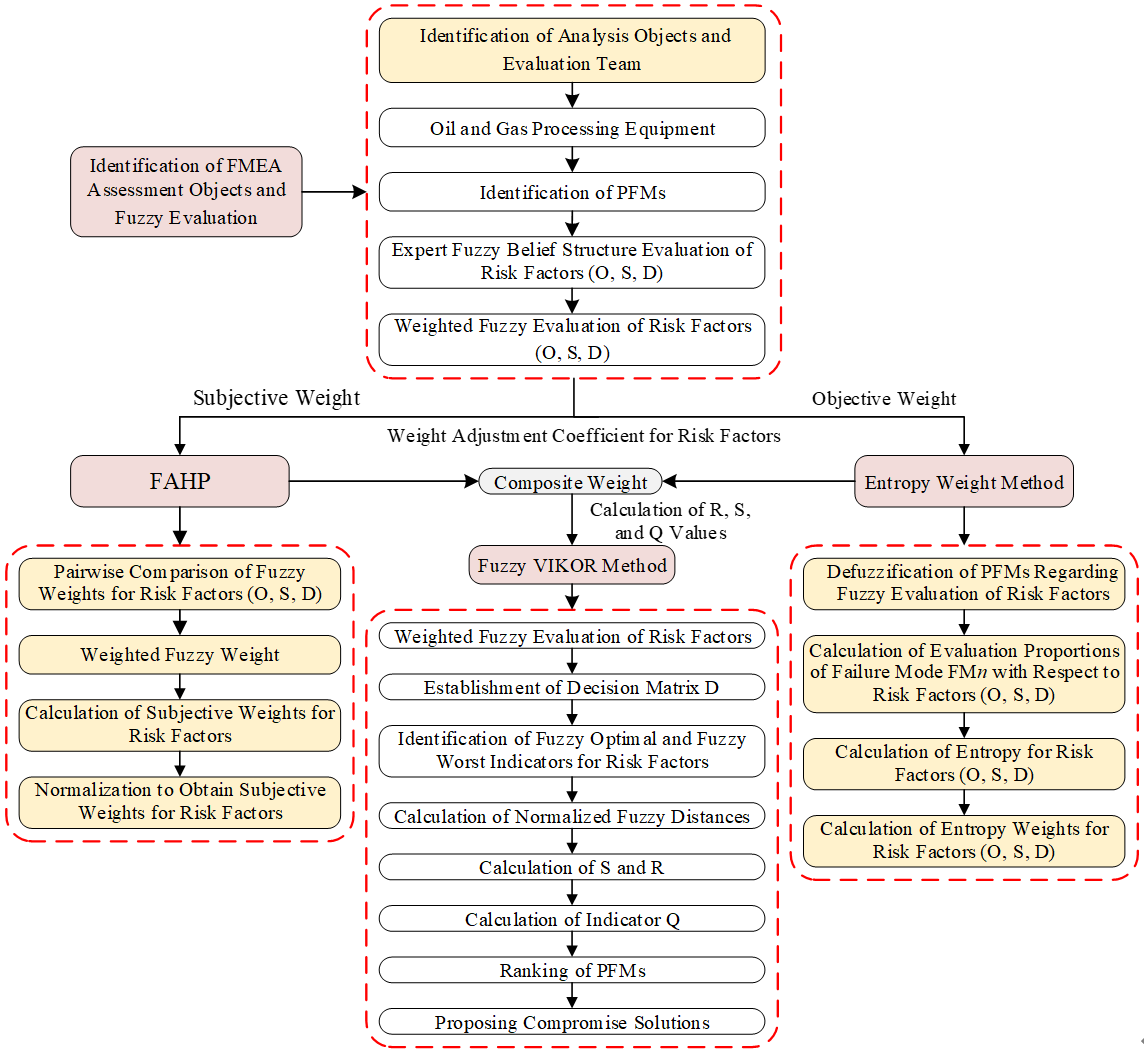 Identification of Analysis Objects and
Evaluation Team
Oil and Gas Processing Equipment
Identification of FMEA
Assessment Objects and
Fuzzy Evaluation
Identification of PFMs
Expert Fuzzy Belief Structure Evaluation of
Risk Factors (O, S, D)
Weighted Fuzzy Evaluation of Risk Factors
(O, S, D)
Subjective Weight
Objective Weight
Weight Adjustment Coefficient for Risk Factors
FAHP
Composite Weight
Entropy Weight Method
Calculation of R, S,
and Q Values
Fuzzy VIKOR Method
Pairwise Comparison of Fuzzy
Weights for Risk Factors (O, S, D)
Weighted Fuzzy Weight
Calculation of Subjective Weights for
Risk Factors
Normalization to Obtain Subjective
Weights for Risk Factors
Weighted Fuzzy Evaluation of Risk Factors
Establishment of Decision Matrix D
Identification of Fuzzy Optimal and Fuzzy
Worst Indicators for Risk Factors
Calculation of Normalized Fuzzy Distances
Calculation of S and R
Calculation of Indicator Q
Ranking of PFMs
Proposing Compromise Solutions
Defuzzification of PFMs Regarding
Fuzzy Evaluation of Risk Factors
Calculation of Evaluation Proportions
of Failure Mode FMn with Respect to
Risk Factors (O, S, D)
Calculation of Entropy for Risk
Factors (O, S, D)
Calculation of Entropy Weights for
Risk Factors (O, S, D)